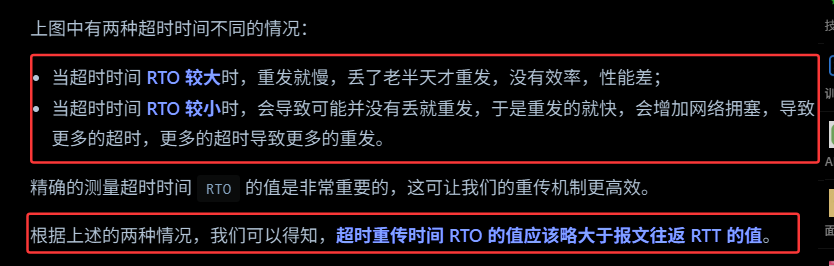 上图中有两种超时时间不同的情况：
当超时时间 RTO 较大时，重发就慢，丢了老半天才重发，没有效率，性能差；
当超时时间 RTO 较小时，会导致可能并没有丢就重发，于是重发的就快，会增加网络拥塞，导致
更多的超时，更多的超时导致更多的重发。
精确的测量超时时间 RTO 的值是非常重要的，这可让我们的重传机制更高效。
根据上述的两种情况，我们可以得知，超时重传时间 RTO 的值应该略大于报文往返 RTT 的值。